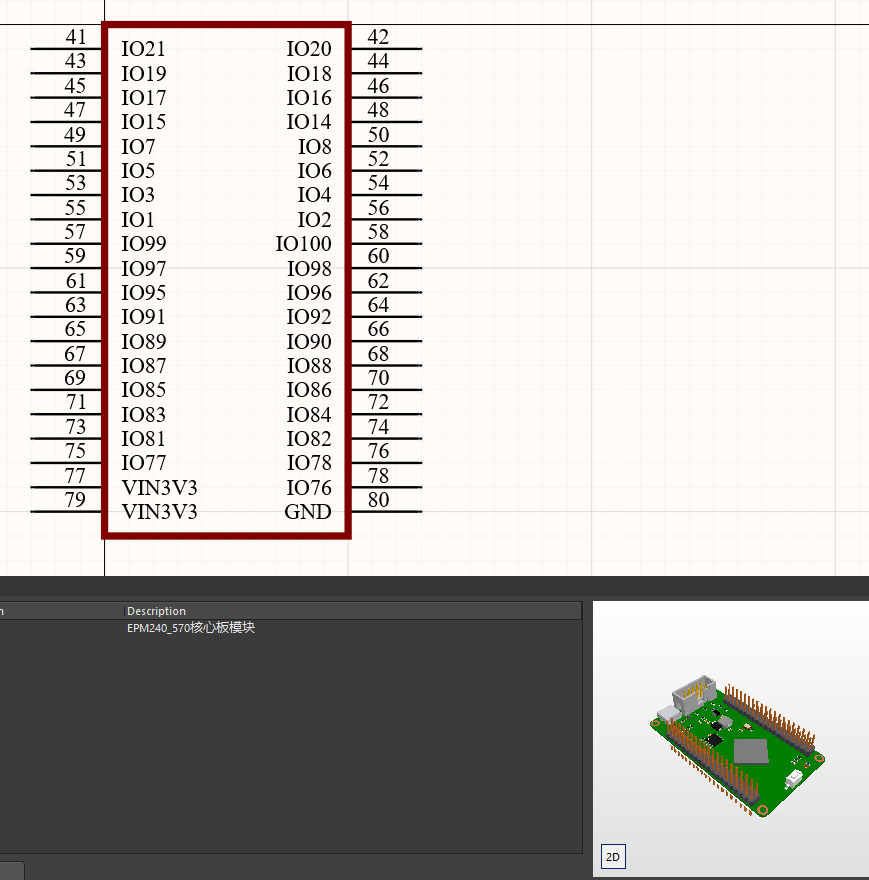 41 IO21 IO20 42
43 IO19 IO18 44
45 IO17 IO16 46
47 IO15 IO14 48
49 IO7 IO8 50
51 IO5 IO6 52
53 IO3 IO4 54
55 IO1 IO2 56
57 IO99 IO100 58
59 IO97 IO98 60
61 IO95 IO96 62
63 IO91 IO92 64
65 IO89 IO90 66
67 IO87 IO88 68
69 IO85 IO86 70
71 IO83 IO84 72
73 IO81 IO82 74
75 IO77 IO78 76
77 VIN3V3 IO76 78
79 VIN3V3 GND 80
Description
EPM240_570核心板模块
2D